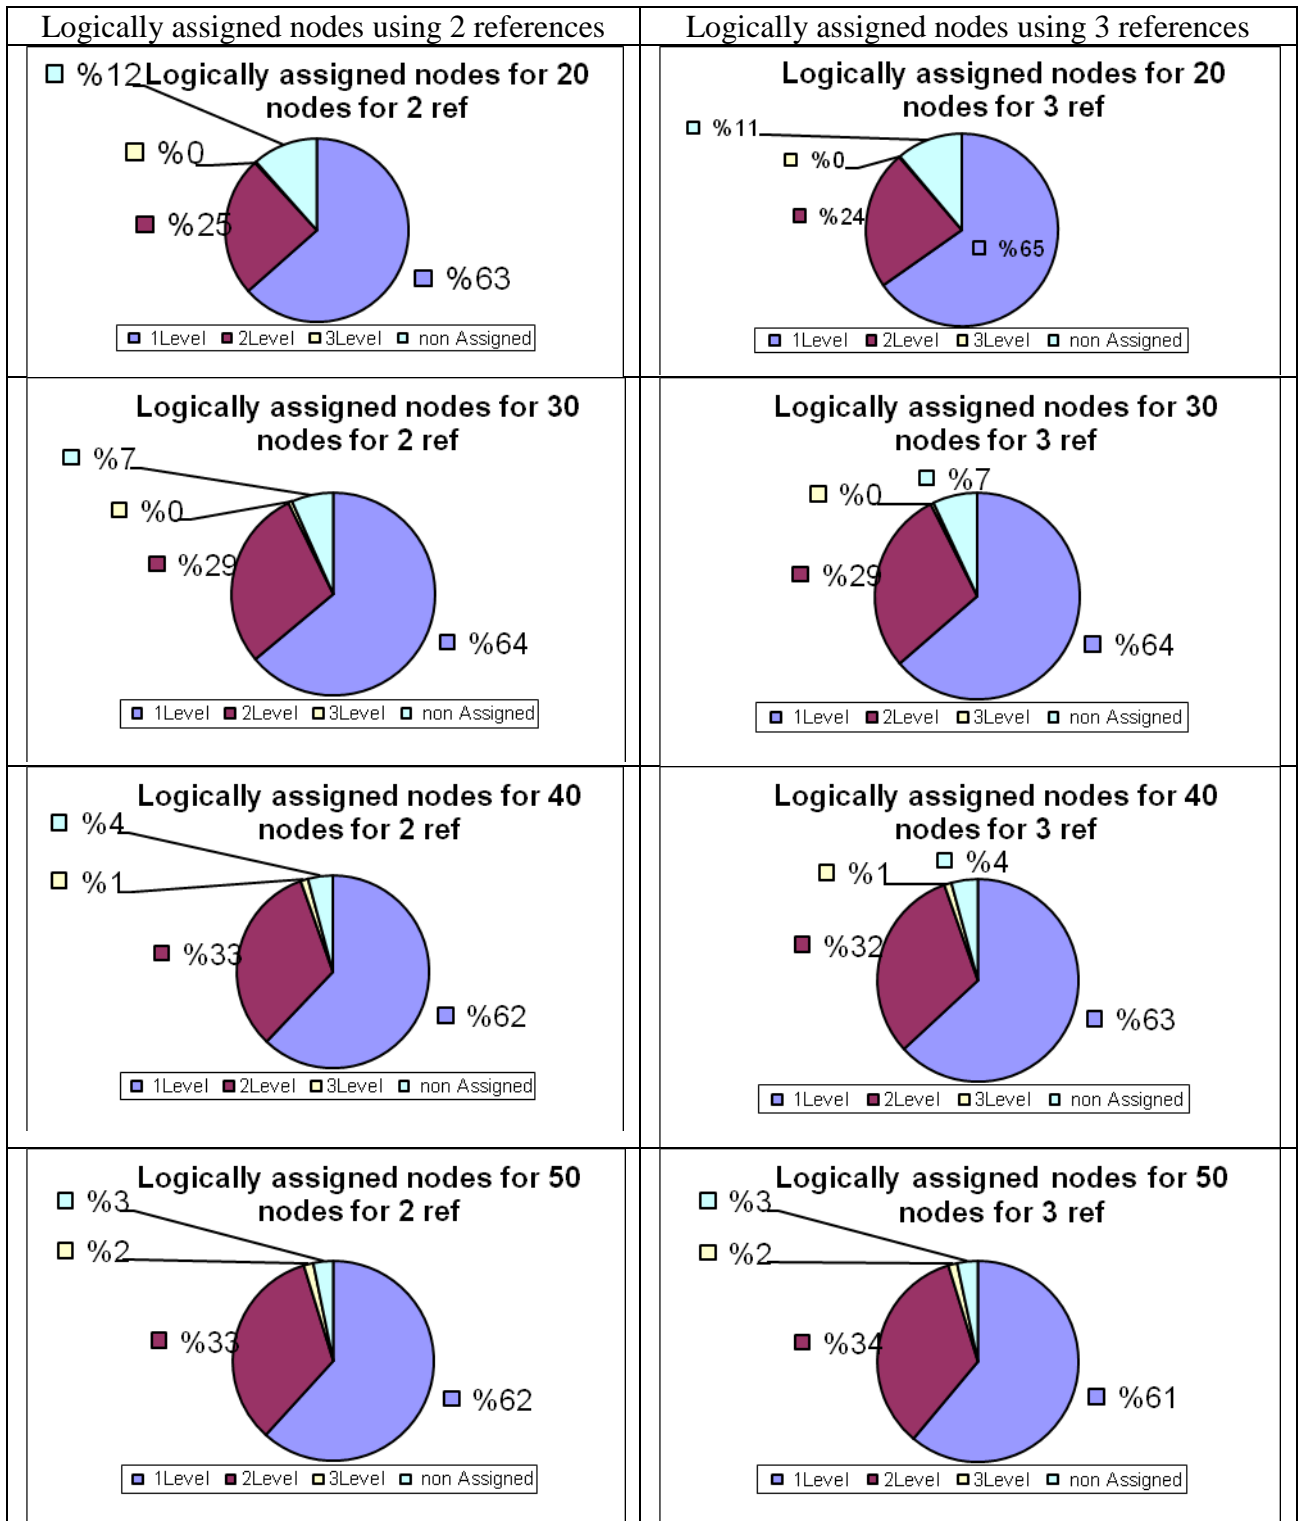 Logically assigned nodes using 2 references
Logically assigned nodes using 3 references
Logically assigned nodes for 20
nodes for 2 ref
%12
%0
%25
%63
1Level 2Level 3Level non Assigned
Logically assigned nodes for 20
nodes for 3 ref
%11
%0
%24
%65
1Level 2Level 3Level non Assigned
Logically assigned nodes for 30
nodes for 2 ref
%7
%0
%29
%64
1Level 2Level 3Level non Assigned
Logically assigned nodes for 30
nodes for 3 ref
%7
%0
%29
%64
1Level 2Level 3Level non Assigned
Logically assigned nodes for 40
nodes for 2 ref
%4
%1
%33
%62
1Level 2Level 3Level non Assigned
Logically assigned nodes for 40
nodes for 3 ref
%4
%1
%32
%63
1Level 2Level 3Level non Assigned
Logically assigned nodes for 50
nodes for 2 ref
%3
%2
%33
%62
1Level 2Level 3Level non Assigned
Logically assigned nodes for 50
nodes for 3 ref
%3
%2
%34
%61
1Level 2Level 3Level non Assigned